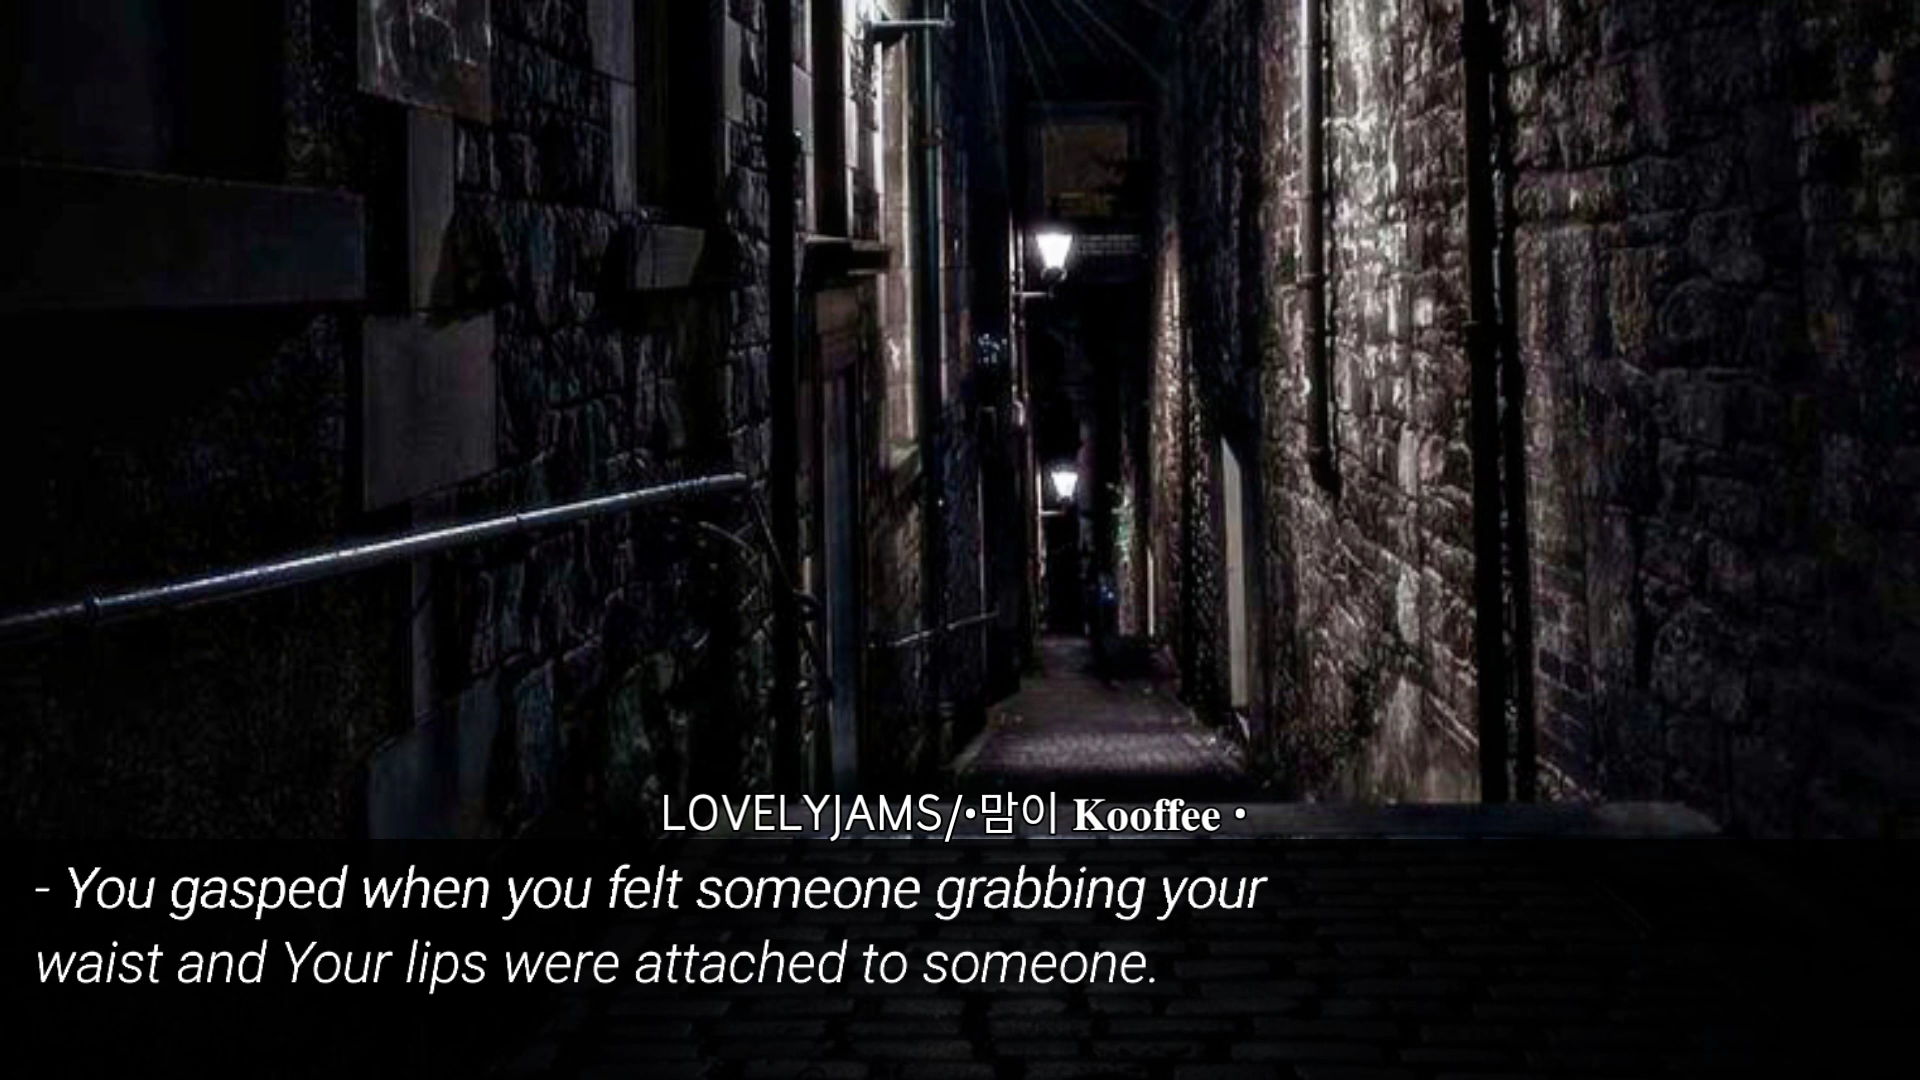 LOVELYJAMS/•맘이 Kooffee •
- You gasped when you felt someone grabbing your
waist and Your lips were attached to someone.